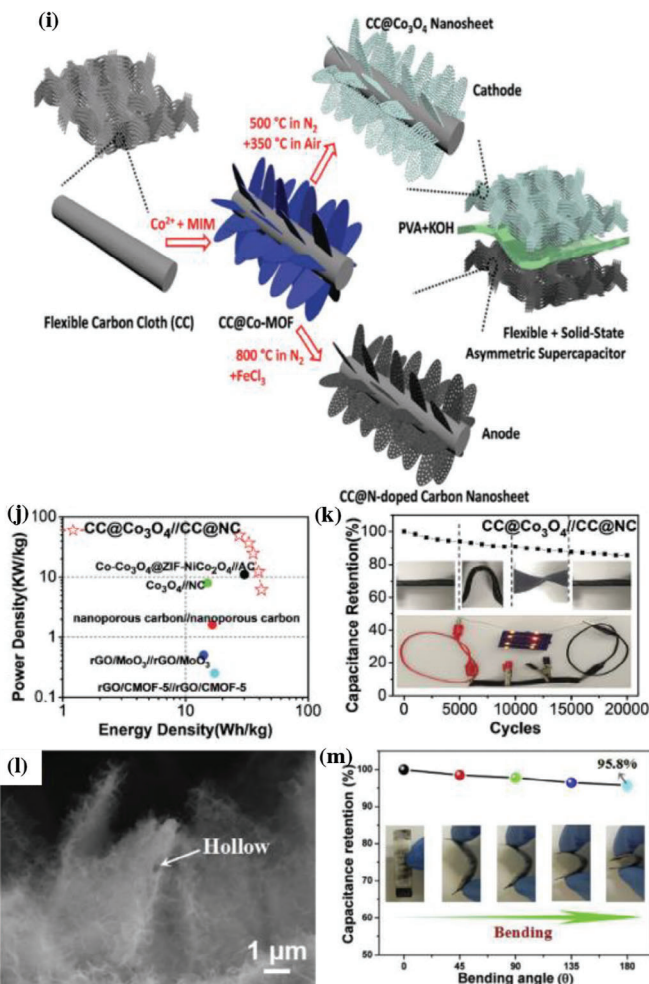 (i)
CC@Co₃O₄ Nanosheet
Cathode
500 °C in N₂
+350 °C in Air
Co²⁺ + MIM
PVA+KOH
Flexible Carbon Cloth (CC)
CC@Co-MOF
Flexible + Solid-State
Asymmetric Supercapacitor
800 °C in N₂
+FeCl₃
Anode
CC@N-doped Carbon Nanosheet
(j)
Power Density(KW/kg)
100
10
1
0.1
CC@Co₃O₄//CC@NC
Co-Co₃O₄@ZIF-NiCo₂O₄//AC
Co₃O₄//NC
nanoporous carbon//nanoporous carbon
rGO/MoO₃//rGO/MoO₃
rGO/CMOF-5//rGO/CMOF-5
1 10 100
Energy Density(Wh/kg)
(k)
Capacitance Retention(%)
100
80
60
40
20
0
CC@Co₃O₄//CC@NC
0 5000 10000 15000 20000
Cycles
(l)
Hollow
1 μm
(m)
Capacitance retention (%)
100
90
80
70
60
50
95.8%
Bending
0 45 90 135 180
Bending angle (θ)